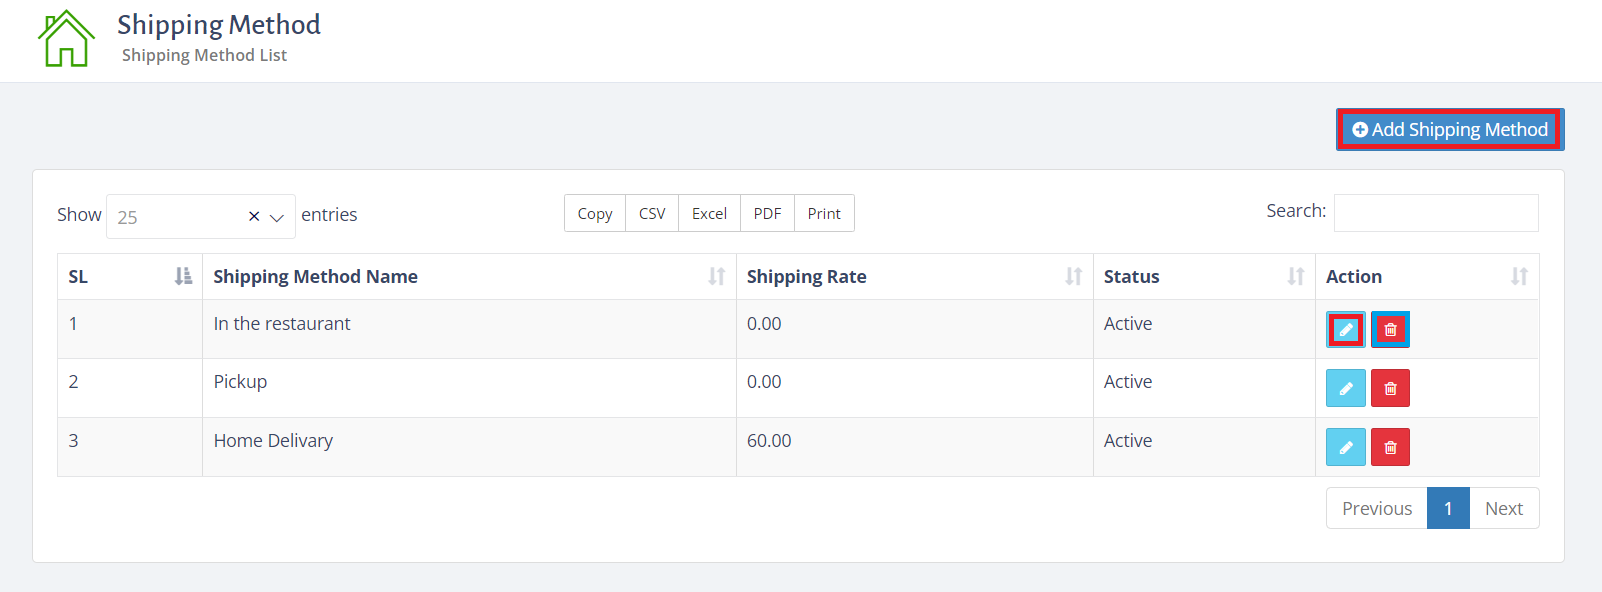 Shipping Method
Shipping Method List
Add Shipping Method
Show 25 entries Copy CSV Excel PDF Print Search:
SL Shipping Method Name Shipping Rate Status Action
1 In the restaurant 0.00 Active
2 Pickup 0.00 Active
3 Home Delivary 60.00 Active
Previous 1 Next